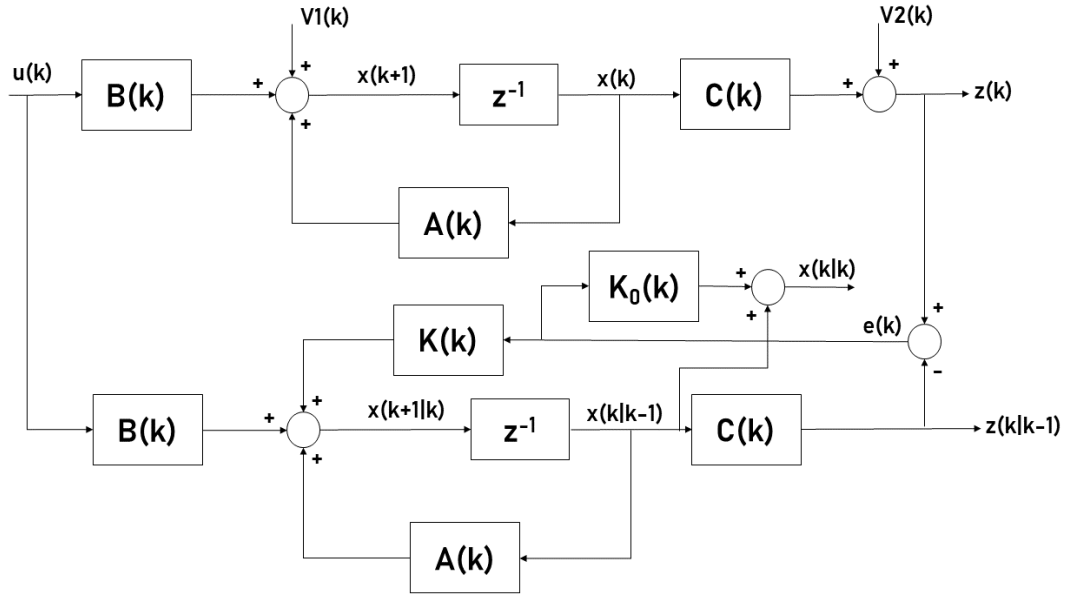 V1(k)
V2(k)
u(k)
B(k)
+
+
+
x(k+1)
z⁻¹
x(k)
C(k)
+
+
z(k)
A(k)
K₀(k)
+
+
x(k|k)
K(k)
e(k)
+
-
B(k)
+
+
+
x(k+1|k)
z⁻¹
x(k|k-1)
C(k)
z(k|k-1)
A(k)